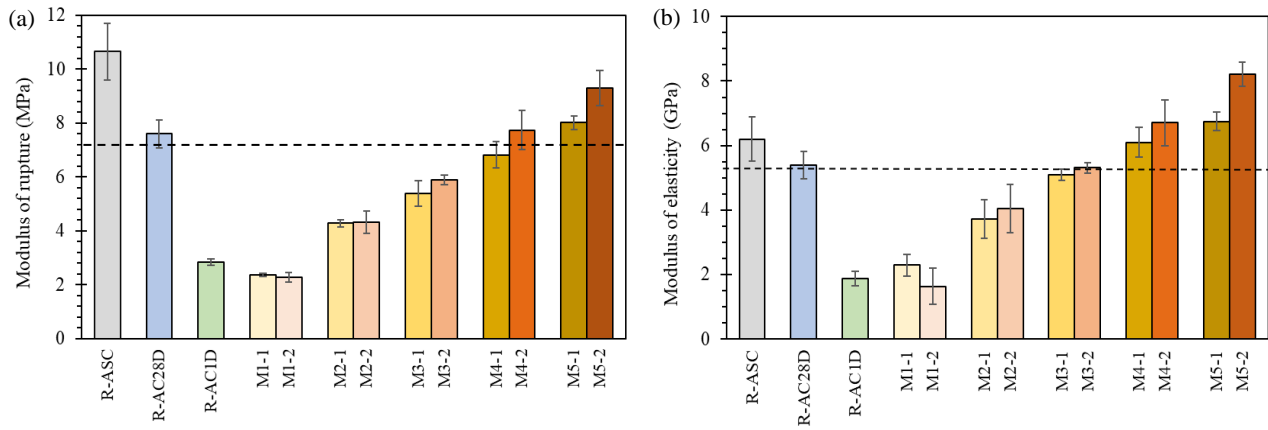 (a)
Modulus of rupture (MPa)
12
10
8
6
4
2
0
R-ASC
R-AC28D
R-AC1D
M1-1
M1-2
M2-1
M2-2
M3-1
M3-2
M4-1
M4-2
M5-1
M5-2
(b)
Modulus of elasticity (GPa)
10
8
6
4
2
0
R-ASC
R-AC28D
R-AC1D
M1-1
M1-2
M2-1
M2-2
M3-1
M3-2
M4-1
M4-2
M5-1
M5-2